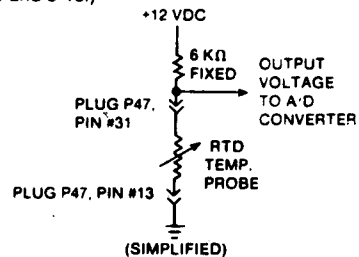 +12 VDC
6 KΩ
FIXED
OUTPUT
VOLTAGE
TO A/D
CONVERTER
PLUG P47,
PIN #31
RTD
TEMP.
PROBE
PLUG P47, PIN #13
(SIMPLIFIED)